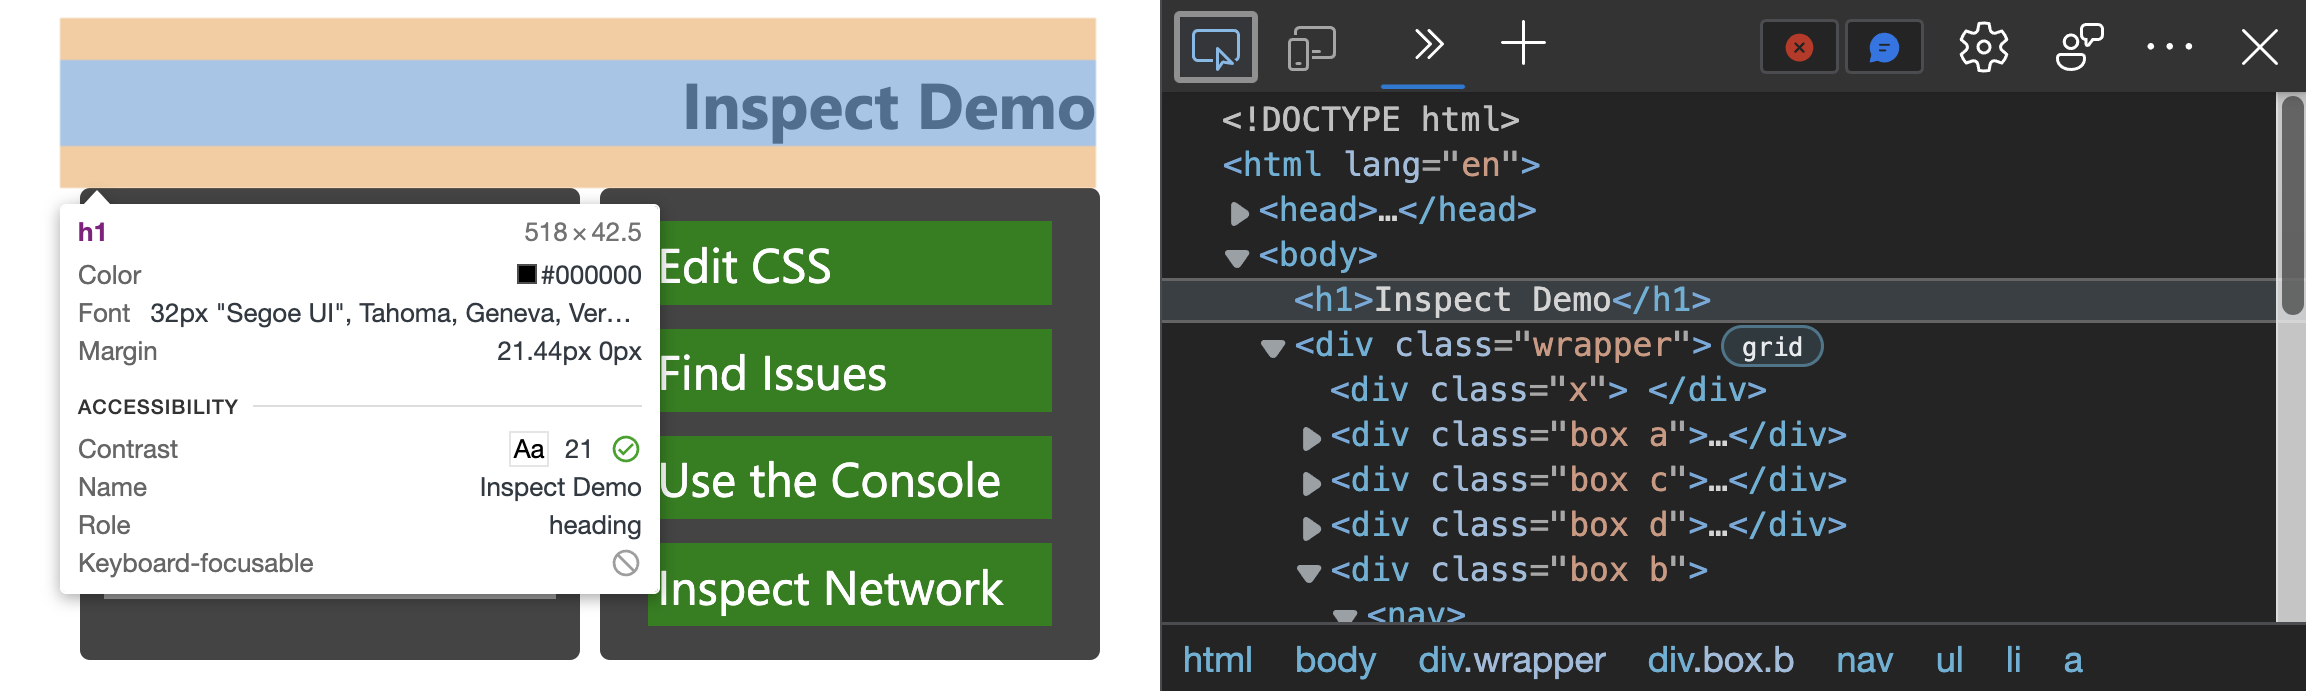 Inspect Demo
h1 518 × 42.5
Color #000000
Font 32px "Segoe UI", Tahoma, Geneva, Ver...
Margin 21.44px 0px
ACCESSIBILITY
Contrast Aa 21
Name Inspect Demo
Role heading
Keyboard-focusable
Edit CSS
Find Issues
Use the Console
Inspect Network
<!DOCTYPE html>
<html lang="en">
<head>…</head>
<body>
<h1>Inspect Demo</h1>
<div class="wrapper"> grid
<div class="x"> </div>
<div class="box a">…</div>
<div class="box c">…</div>
<div class="box d">…</div>
<div class="box b">
<nav>
html body div.wrapper div.box.b nav ul li a